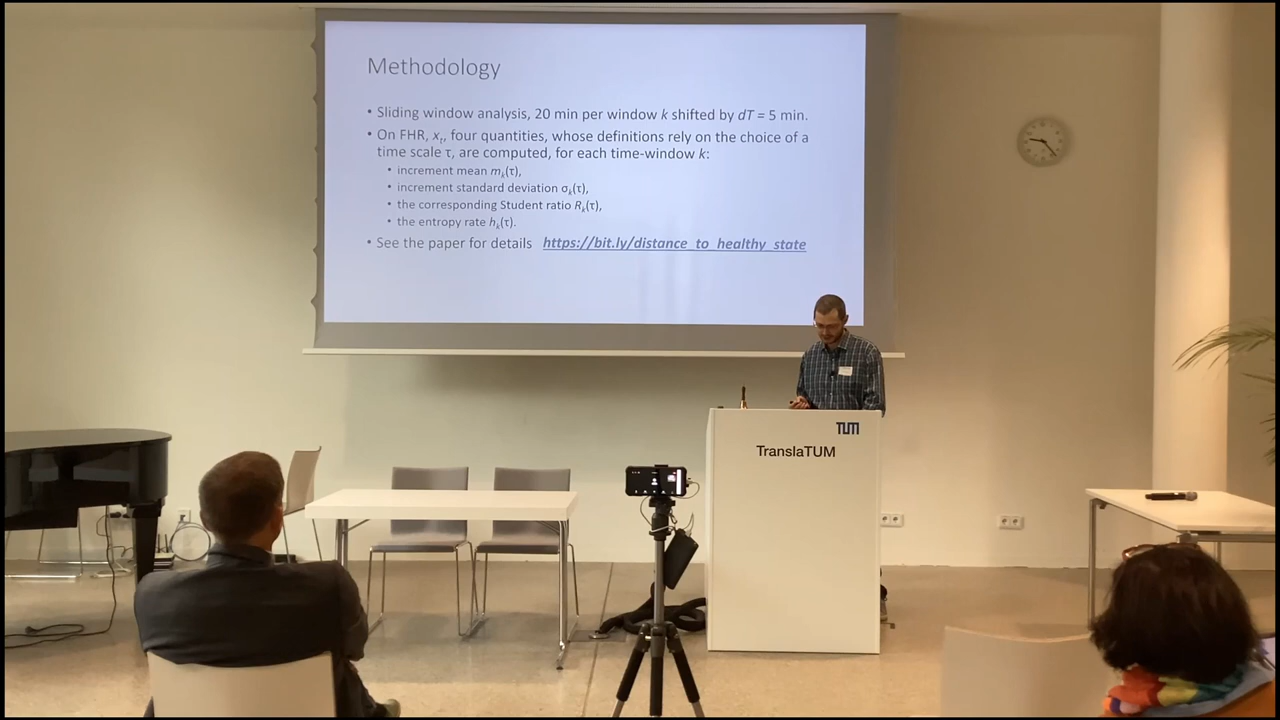 Methodology
• Sliding window analysis, 20 min per window k shifted by dT = 5 min.
• On FHR, xₜ, four quantities, whose definitions rely on the choice of a
time scale τ, are computed, for each time-window k:
• increment mean mₖ(τ),
• increment standard deviation σₖ(τ),
• the corresponding Student ratio Rₖ(τ),
• the entropy rate hₖ(τ).
• See the paper for details https://bit.ly/distance_to_healthy_state
TUM
TranslaTUM